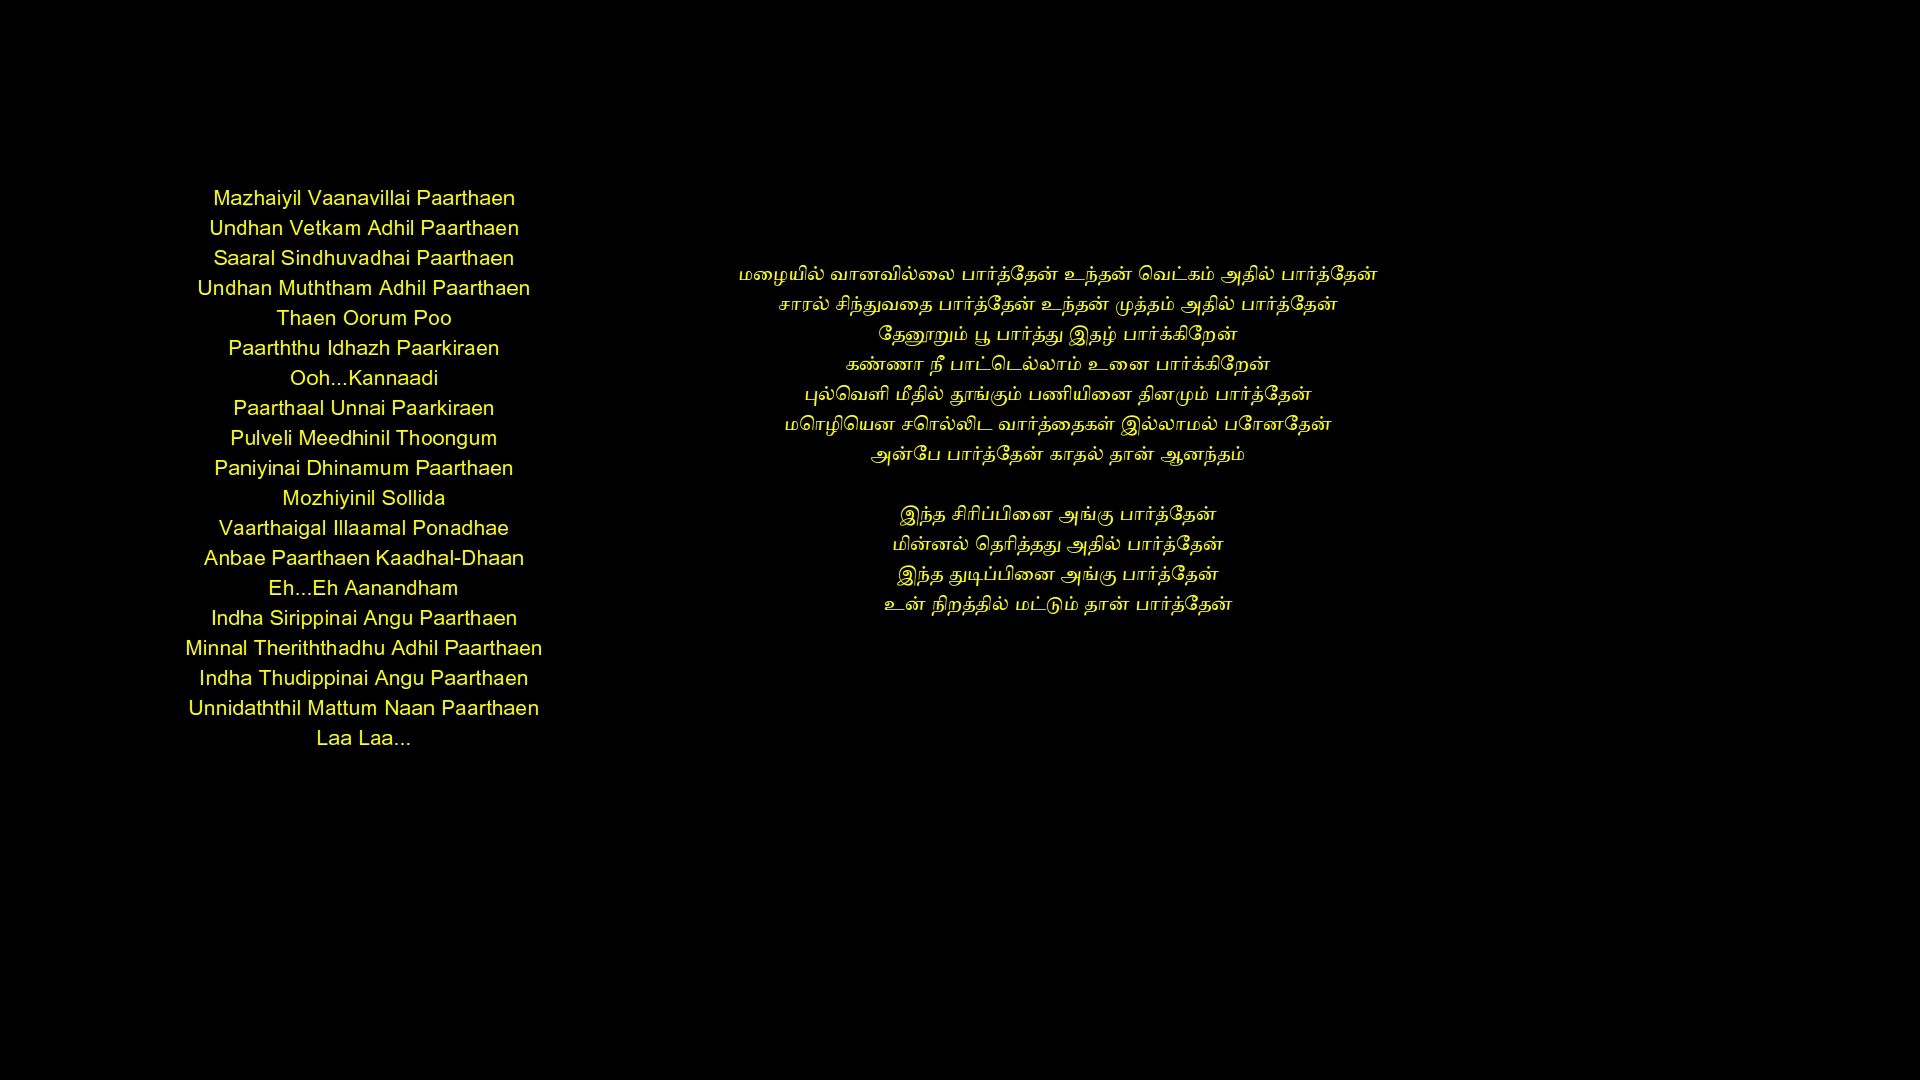 Mazhaiyil Vaanavillai Paarthaen
Undhan Vetkam Adhil Paarthaen
Saaral Sindhuvadhai Paarthaen
Undhan Muththam Adhil Paarthaen
Thaen Oorum Poo
Paarththu Idhazh Paarkiraen
Ooh...Kannaadi
Paarthaal Unnai Paarkiraen
Pulveli Meedhinil Thoongum
Paniyinai Dhinamum Paarthaen
Mozhiyinil Sollida
Vaarthaigal Illaamal Ponadhae
Anbae Paarthaen Kaadhal-Dhaan
Eh...Eh Aanandham
Indha Sirippinai Angu Paarthaen
Minnal Theriththadhu Adhil Paarthaen
Indha Thudippinai Angu Paarthaen
Unnidaththil Mattum Naan Paarthaen
Laa Laa...
மழையில் வானவில்லை பார்த்தேன் உந்தன் வெட்கம் அதில் பார்த்தேன்
சாரல் சிந்துவதை பார்த்தேன் உந்தன் முத்தம் அதில் பார்த்தேன்
தேனூறும் பூ பார்த்து இதழ் பார்க்கிறேன்
கண்ணா நீ பாட்டெல்லாம் உனை பார்க்கிறேன்
புல்வெளி மீதில் தூங்கும் பணியினை தினமும் பார்த்தேன்
மொழியென சொல்லிட வார்த்தைகள் இல்லாமல் போனதேன்
அன்பே பார்த்தேன் காதல் தான் ஆனந்தம்
இந்த சிரிப்பினை அங்கு பார்த்தேன்
மின்னல் தெரித்தது அதில் பார்த்தேன்
இந்த துடிப்பினை அங்கு பார்த்தேன்
உன் நிறத்தில் மட்டும் தான் பார்த்தேன்